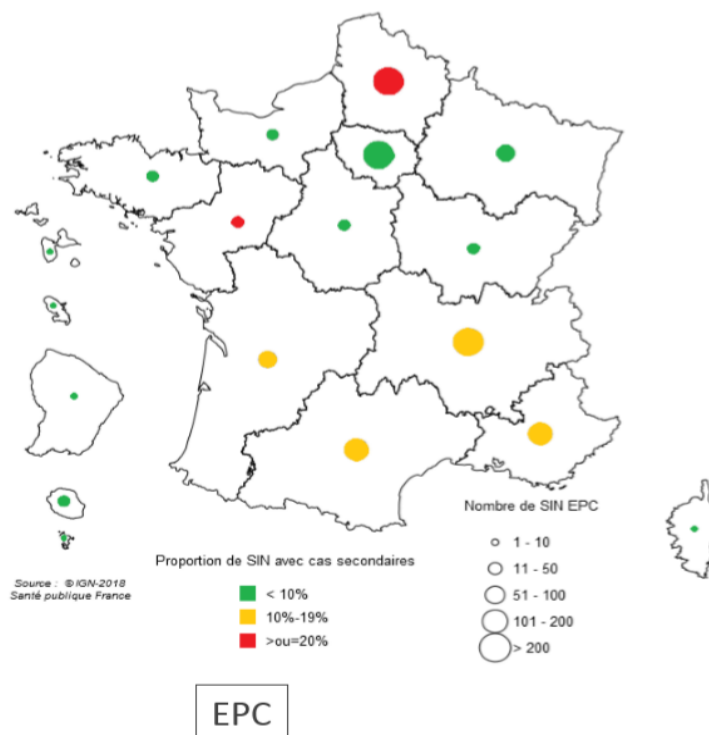 Nombre de SIN EPC
1 - 10
11 - 50
51 - 100
101 - 200
> 200
Proportion de SIN avec cas secondaires
< 10%
10%-19%
>ou=20%
Source : ©IGN-2018
Santé publique France
EPC